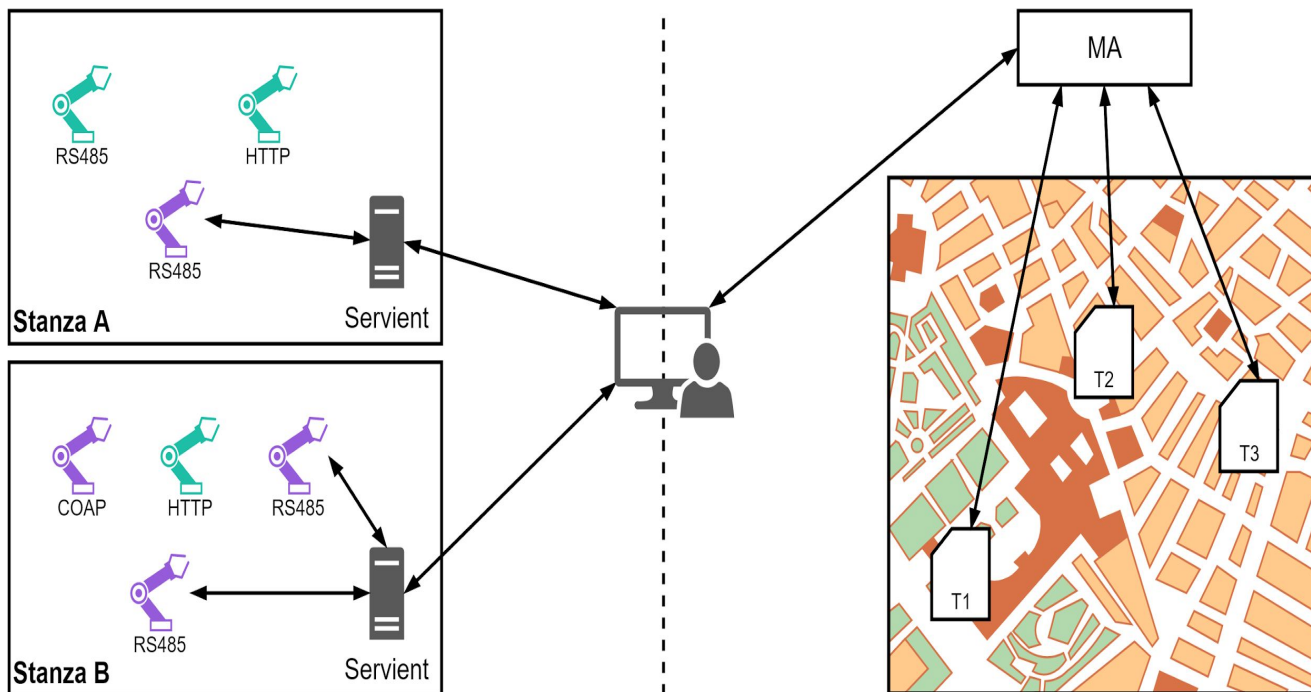 RS485
HTTP
RS485
Servient
Stanza A
COAP
HTTP
RS485
RS485
Servient
Stanza B
MA
T2
T3
T1